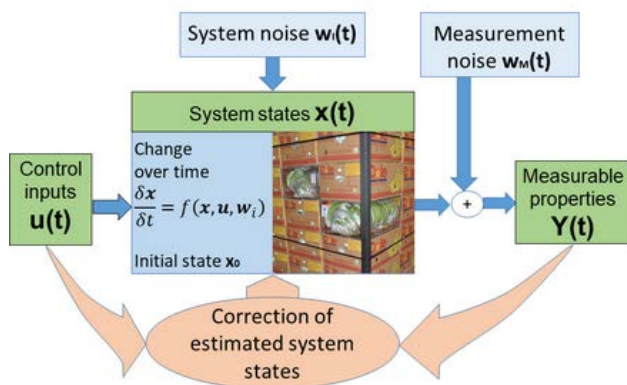 System noise wᵢ(t)
Measurement
noise w_M(t)
System states x(t)
Change
over time
δx/δt = f(x, u, wᵢ)
Initial state x₀
Control
inputs
u(t)
+
Measurable
properties
Y(t)
Correction of
estimated system
states